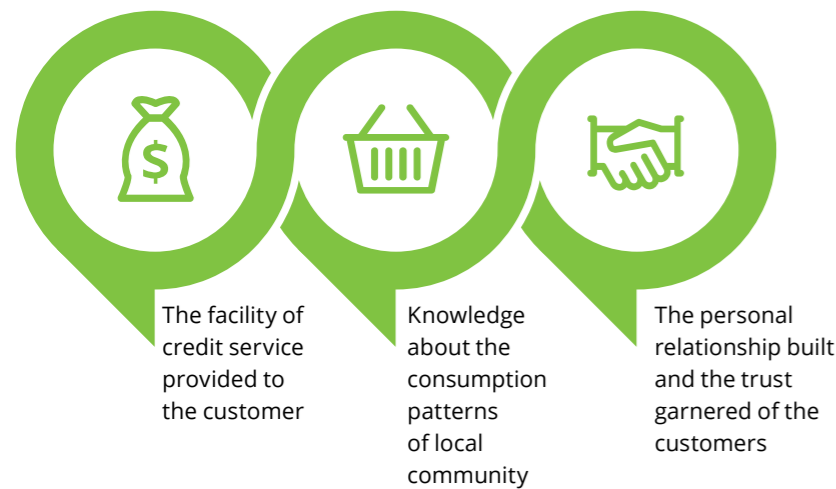 $
The facility of
credit service
provided to
the customer
Knowledge
about the
consumption
patterns
of local
community
The personal
relationship built
and the trust
garnered of the
customers